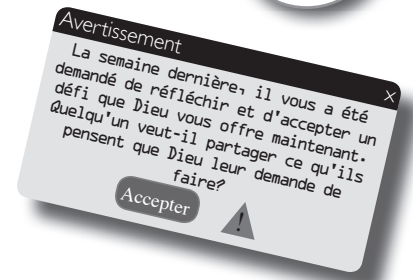 Avertissement
La semaine dernière, il vous a été
demandé de réfléchir et d'accepter un
défi que Dieu vous offre maintenant.
Quelqu'un veut-il partager ce qu'ils
pensent que Dieu leur demande de
faire?
Accepter
!